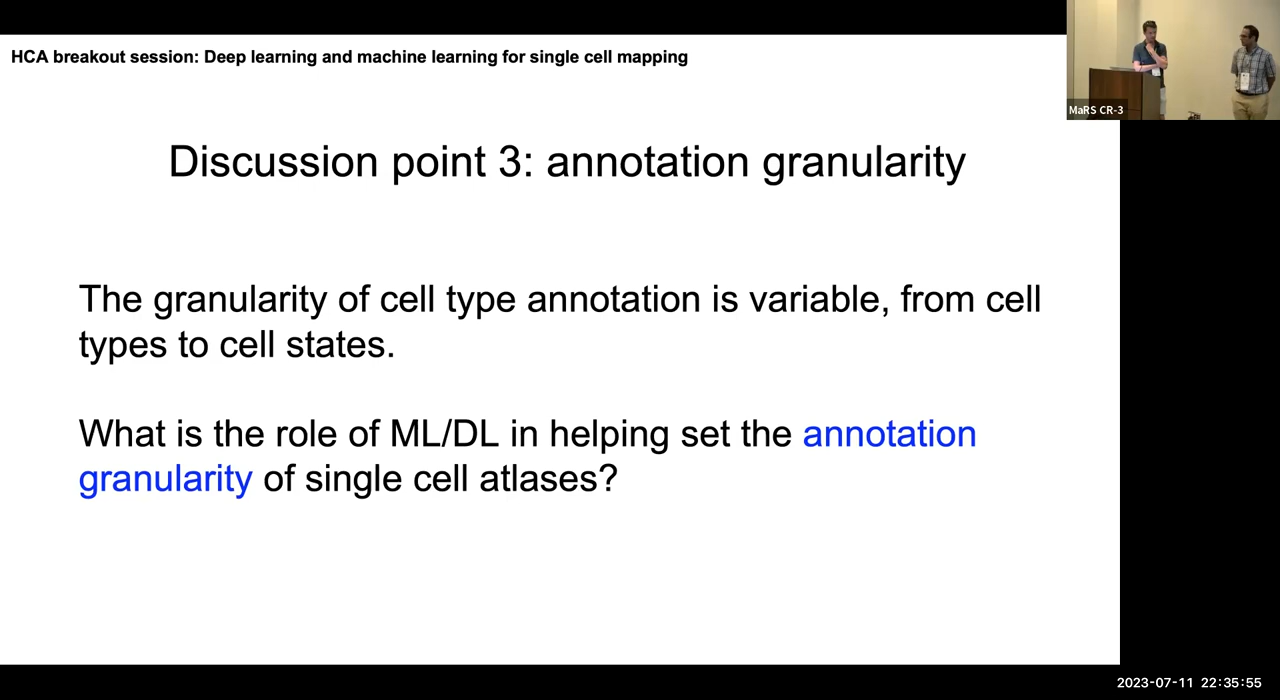 HCA breakout session: Deep learning and machine learning for single cell mapping
MaRS CR-3
Discussion point 3: annotation granularity
The granularity of cell type annotation is variable, from cell
types to cell states.
What is the role of ML/DL in helping set the annotation
granularity of single cell atlases?
2023-07-11 22:35:55